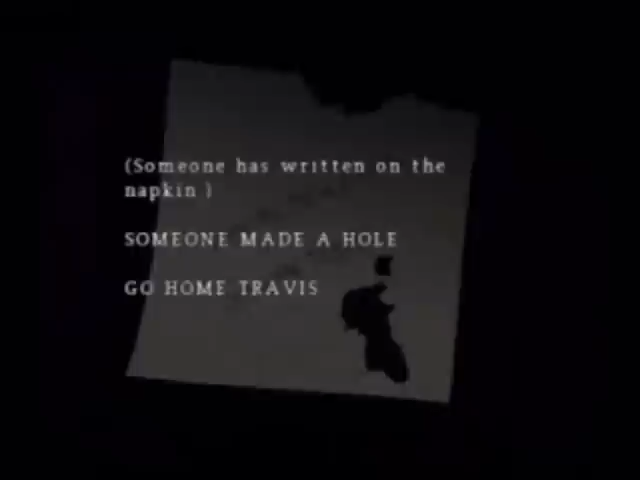 (Someone has written on the
napkin )
SOMEONE MADE A HOLE
GO HOME TRAVIS